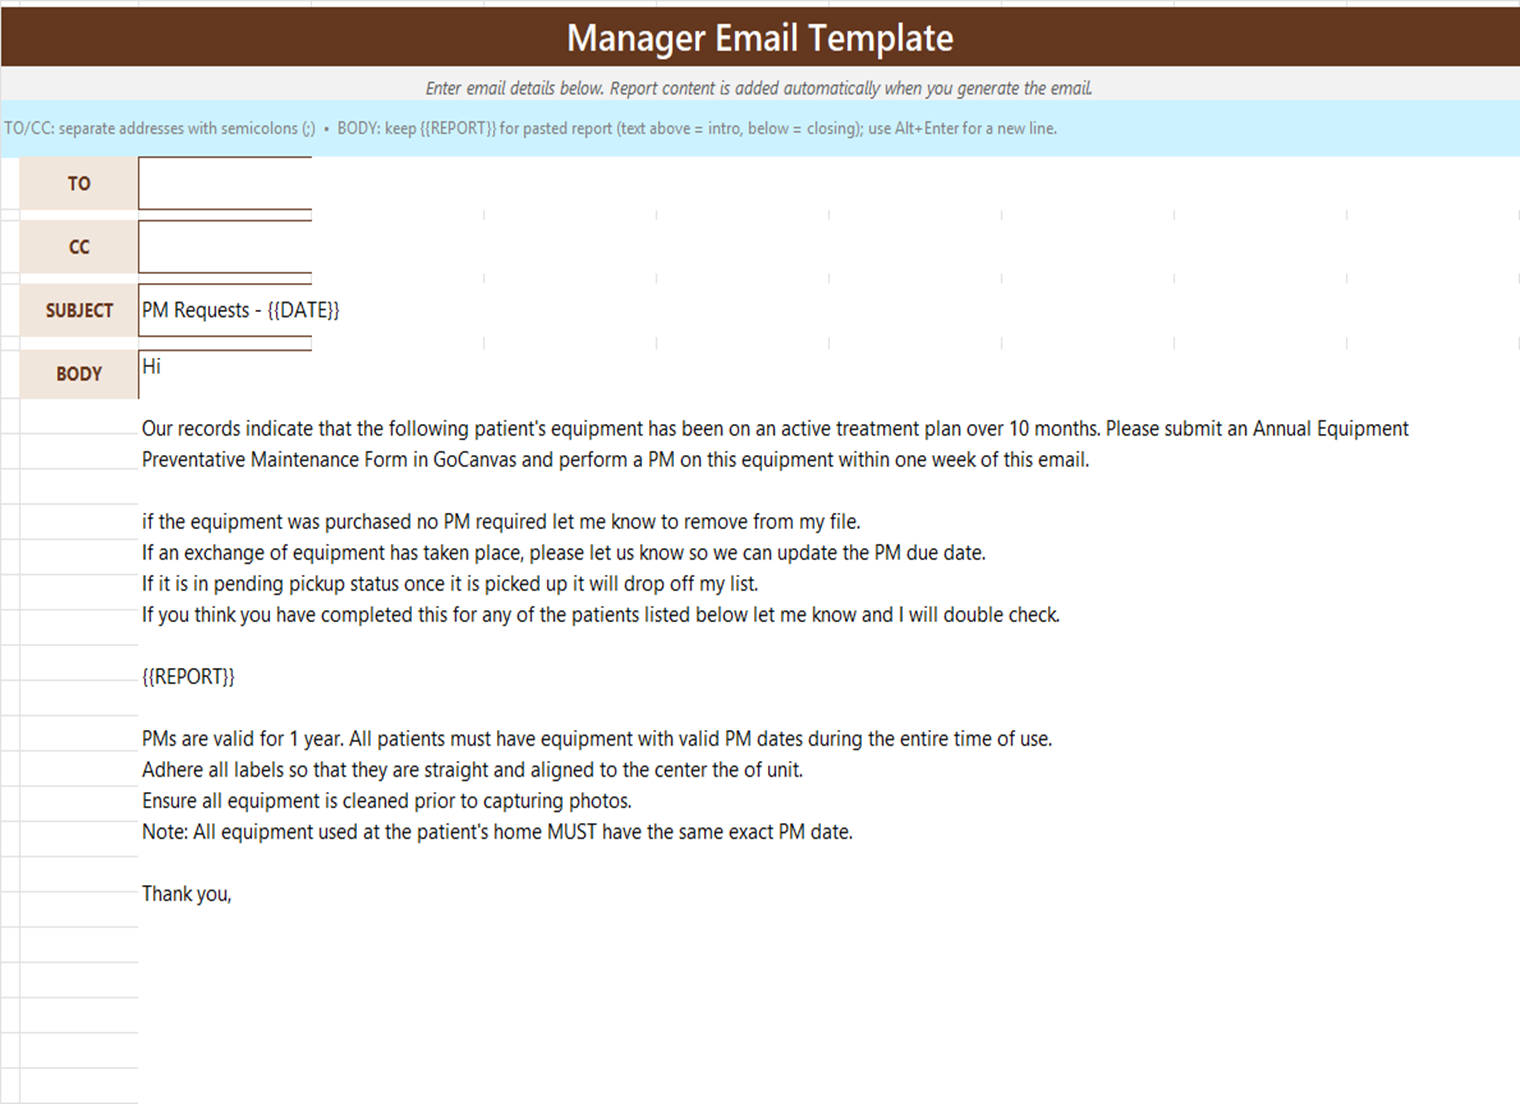 Manager Email Template
Enter email details below. Report content is added automatically when you generate the email.
TO/CC: separate addresses with semicolons (;) • BODY: keep {{REPORT}} for pasted report (text above = intro, below = closing); use Alt+Enter for a new line.
TO
CC
SUBJECT
PM Requests - {{DATE}}
BODY
Hi
Our records indicate that the following patient's equipment has been on an active treatment plan over 10 months. Please submit an Annual Equipment
Preventative Maintenance Form in GoCanvas and perform a PM on this equipment within one week of this email.
if the equipment was purchased no PM required let me know to remove from my file.
If an exchange of equipment has taken place, please let us know so we can update the PM due date.
If it is in pending pickup status once it is picked up it will drop off my list.
If you think you have completed this for any of the patients listed below let me know and I will double check.
{{REPORT}}
PMs are valid for 1 year. All patients must have equipment with valid PM dates during the entire time of use.
Adhere all labels so that they are straight and aligned to the center the of unit.
Ensure all equipment is cleaned prior to capturing photos.
Note: All equipment used at the patient's home MUST have the same exact PM date.
Thank you,